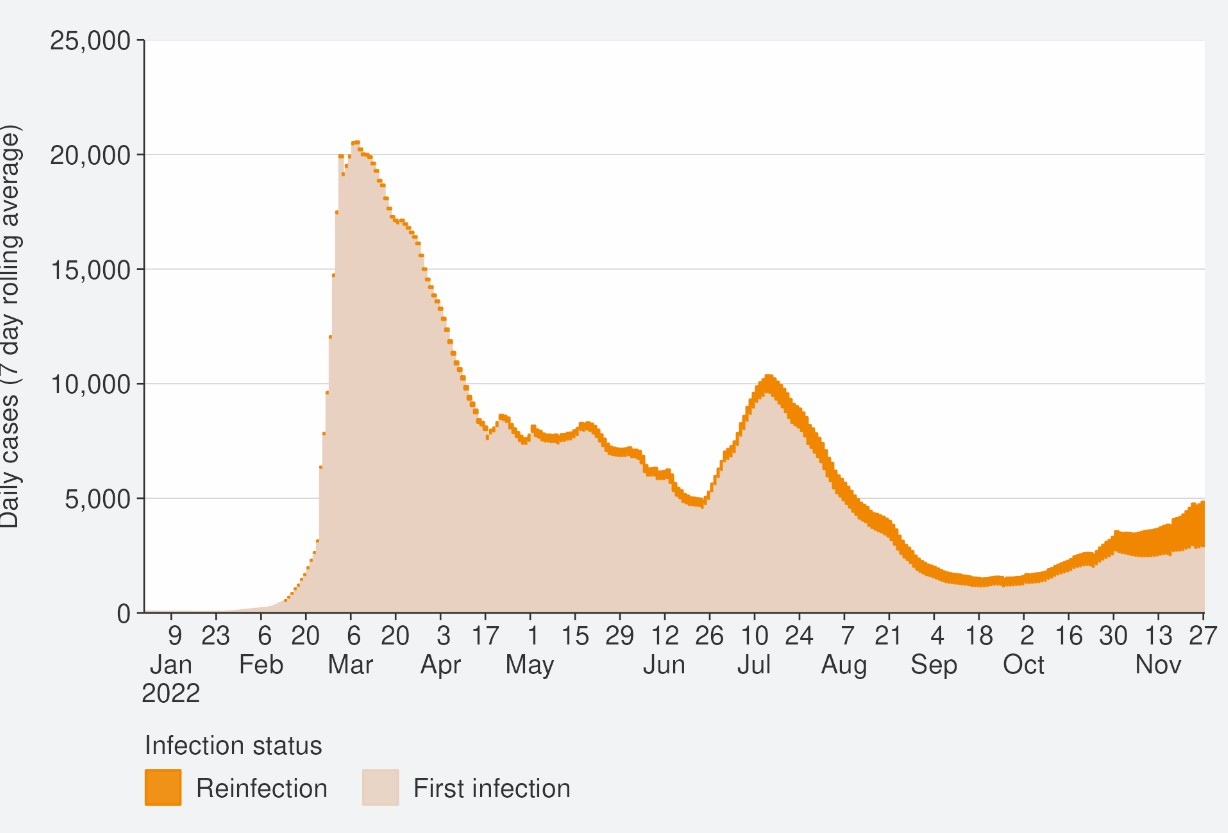 Daily cases (7 day rolling average)
25,000
20,000
15,000
10,000
5,000
0
9 23 6 20 6 20 3 17 1 15 29 12 26 10 24 7 21 4 18 2 16 30 13 27
Jan Feb Mar Apr May Jun Jul Aug Sep Oct Nov
2022
Infection status
Reinfection First infection